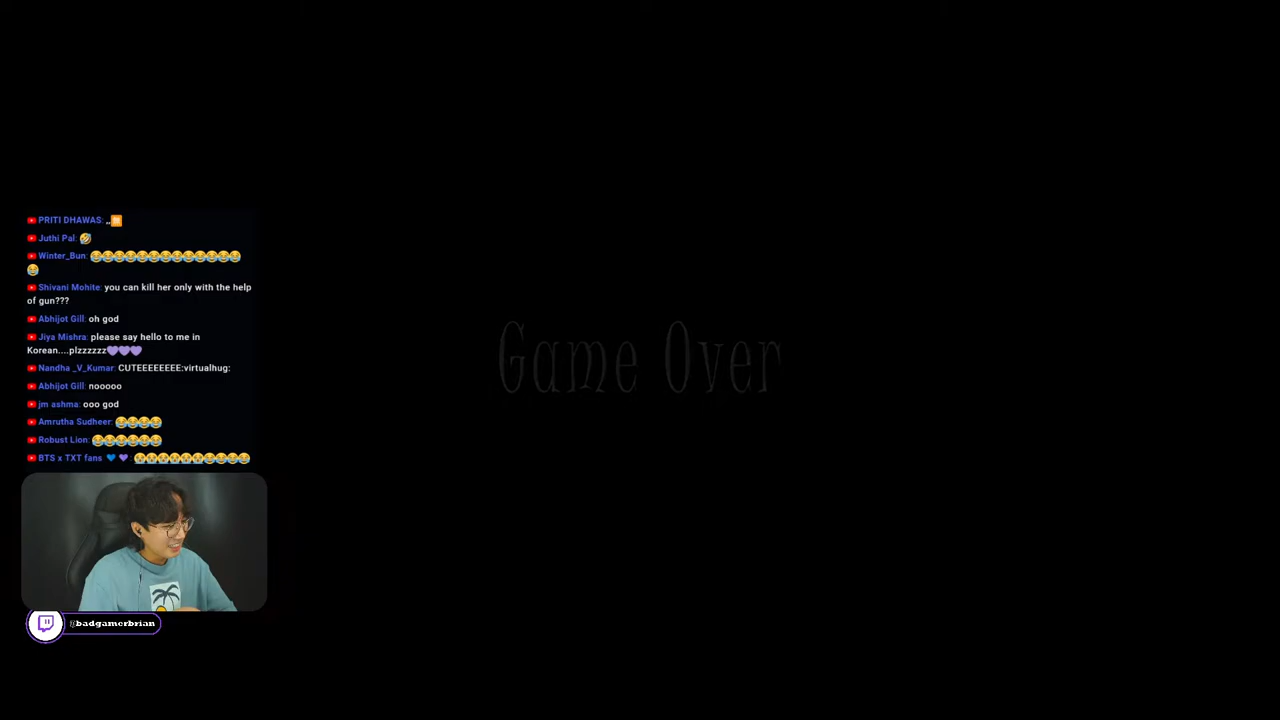 PRITI DHAWAS: ,,
Juthi Pal: 🤣
Winter_Bun: 😂😂😂😂😂😂😂😂😂😂😂😂😂
😂
Shivani Mohite: you can kill her only with the help
of gun???
Abhijot Gill: oh god
Jiya Mishra: please say hello to me in
Korean....plzzzzzz💜💜💜
Nandha _V_Kumar: CUTEEEEEEEE:virtualhug:
Abhijot Gill: nooooo
jm ashma: ooo god
Amrutha Sudheer: 😂😂😂😂
Robust Lion: 😂😂😂😂😂😂
BTS x TXT fans 💙 💜 : 😭😭😭😭😭😭😂😂😂😂
Game Over
@badgamerbrian